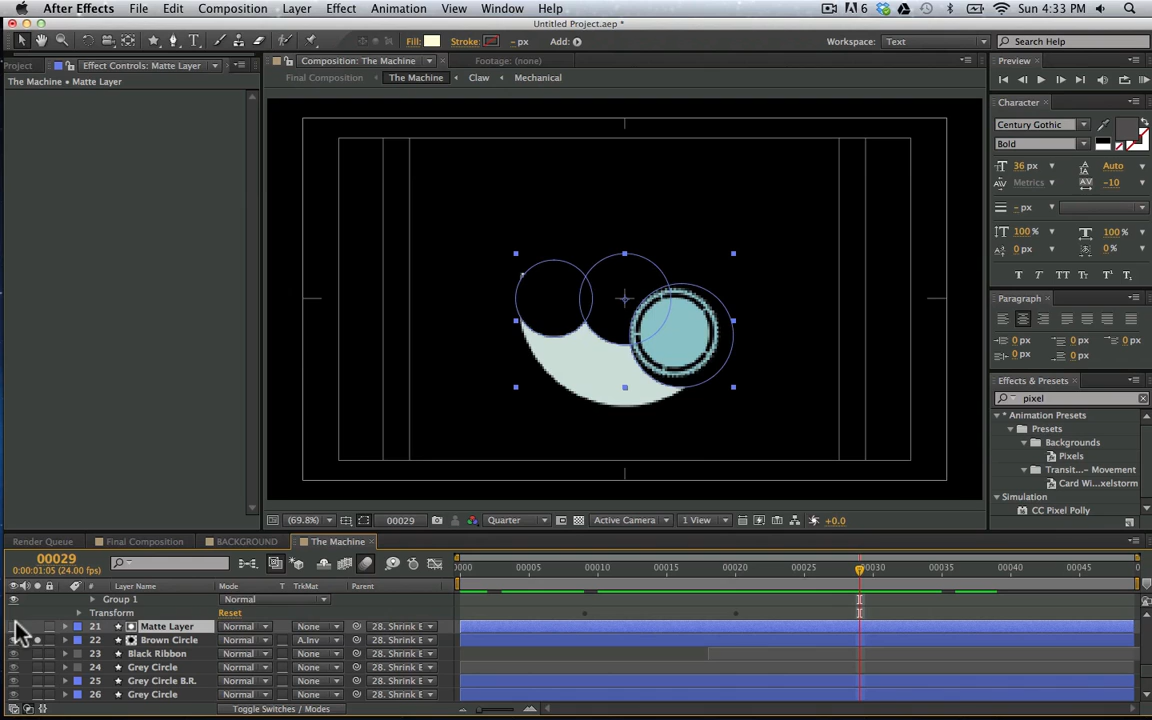 After Effects File Edit Composition Layer Effect Animation View Window Help 6 Sun 4:33 PM
Untitled Project.aep *
Fill: Stroke: - px Add: Workspace: Text Search Help
Project Effect Controls: Matte Layer Composition: The Machine Footage: (none) Preview
The Machine • Matte Layer Final Composition The Machine Claw Mechanical
Character
Century Gothic
Bold
36 px Auto
Metrics -10
- px
100% 100%
0 px 0%
T T TT Tr T' T,
Paragraph
0 px 0 px 0 px
0 px 0 px
Effects & Presets
pixel
* Animation Presets
Presets
Backgrounds
Pixels
Transit...- Movement
Card Wi...xelstorm
Simulation
CC Pixel Polly
(69.8%) 00029 Quarter Active Camera 1 View +0.0
Render Queue Final Composition BACKGROUND The Machine
00029
0:00:01:05 (24.00 fps)
0000 00005 00010 00015 00020 00025 00030 00035 00040 00045
# Layer Name Mode T TrkMat Parent
Group 1 Normal
Transform Reset
21 Matte Layer Normal None 28. Shrink E
22 Brown Circle Normal A.Inv 28. Shrink E
23 Black Ribbon Normal None 28. Shrink E
24 Grey Circle Normal None 28. Shrink E
25 Grey Circle B.R. Normal None 28. Shrink E
26 Grey Circle Normal None 28. Shrink E
Toggle Switches / Modes